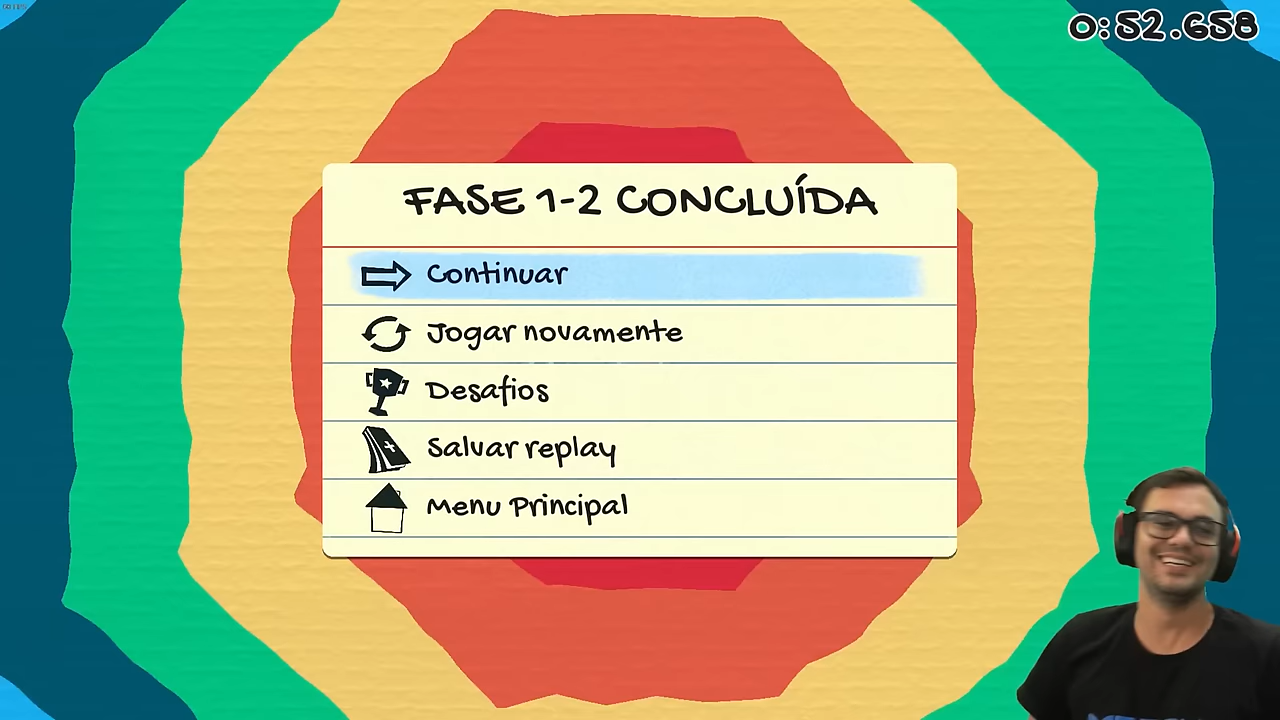 0:52.658
FASE 1-2 CONCLUÍDA
Continuar
Jogar novamente
Desafios
Salvar replay
Menu Principal